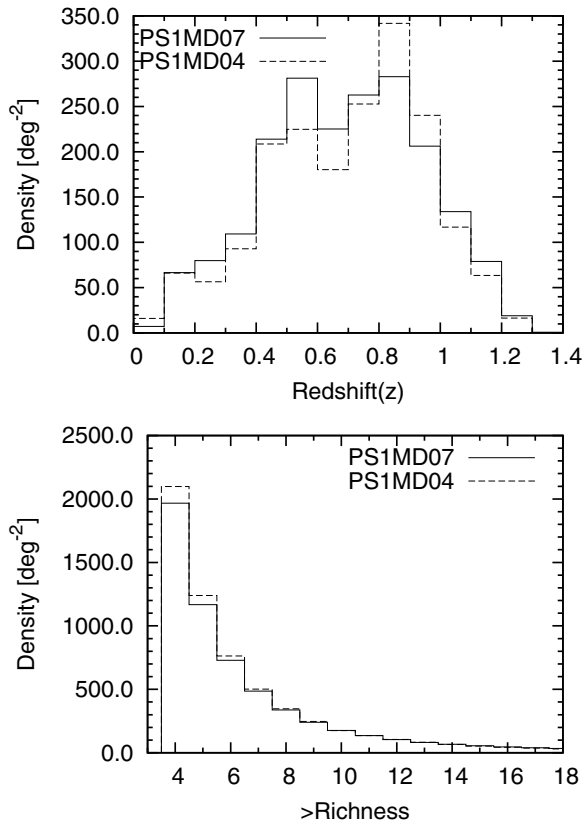 350.0
300.0
250.0
200.0
150.0
100.0
50.0
0.0
Density [deg⁻²]
PS1MD07
PS1MD04
0 0.2 0.4 0.6 0.8 1 1.2 1.4
Redshift(z)
2500.0
2000.0
1500.0
1000.0
500.0
0.0
Density [deg⁻²]
PS1MD07
PS1MD04
4 6 8 10 12 14 16 18
>Richness